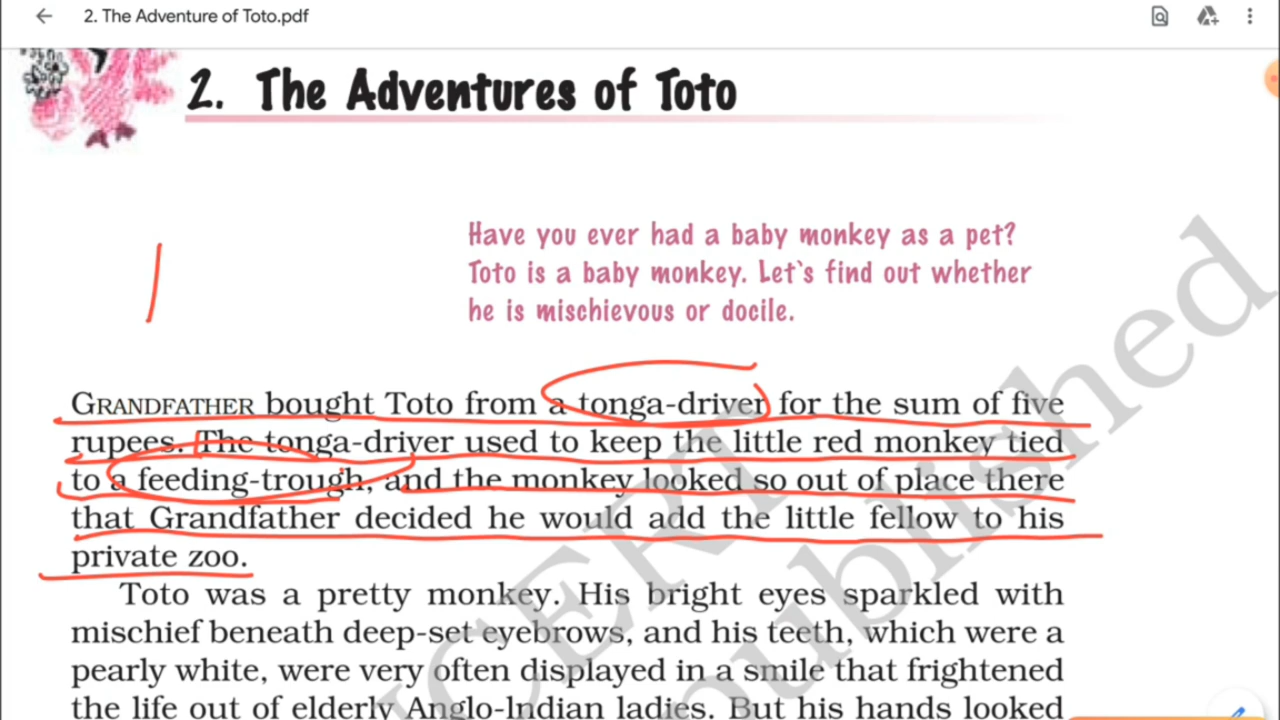 2. The Adventure of Toto.pdf
2. The Adventures of Toto
Have you ever had a baby monkey as a pet?
Toto is a baby monkey. Let's find out whether
he is mischievous or docile.
GRANDFATHER bought Toto from a tonga-driver for the sum of five
rupees. The tonga-driver used to keep the little red monkey tied
to a feeding-trough, and the monkey looked so out of place there
that Grandfather decided he would add the little fellow to his
private zoo.
Toto was a pretty monkey. His bright eyes sparkled with
mischief beneath deep-set eyebrows, and his teeth, which were a
pearly white, were very often displayed in a smile that frightened
the life out of elderly Anglo-Indian ladies. But his hands looked
NCERT
published